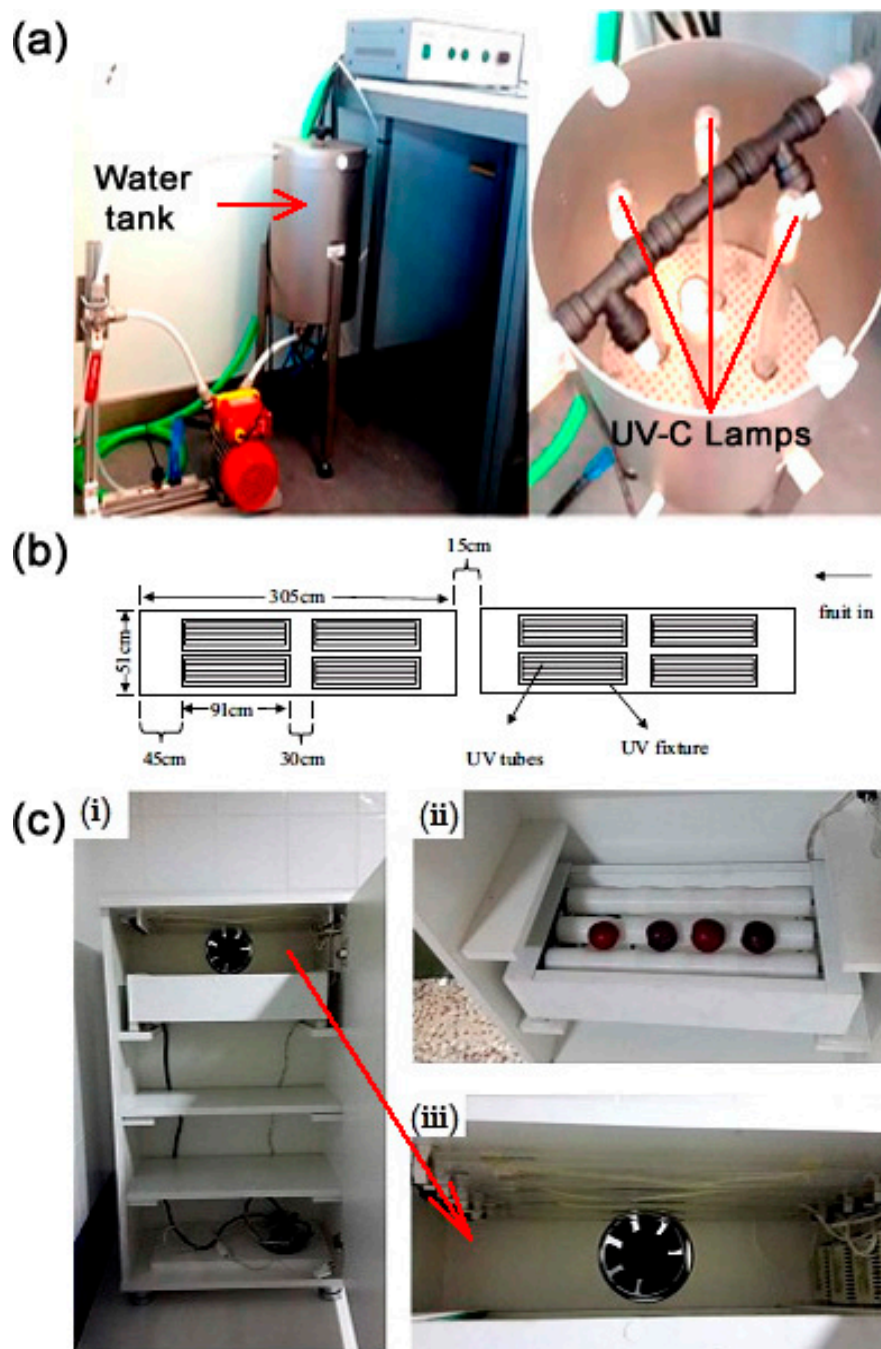 (a)
Water
tank
UV-C Lamps
(b)
15cm
305cm
fruit in
51cm
91cm
45cm
30cm
UV tubes
UV fixture
(c)
(i)
(ii)
(iii)